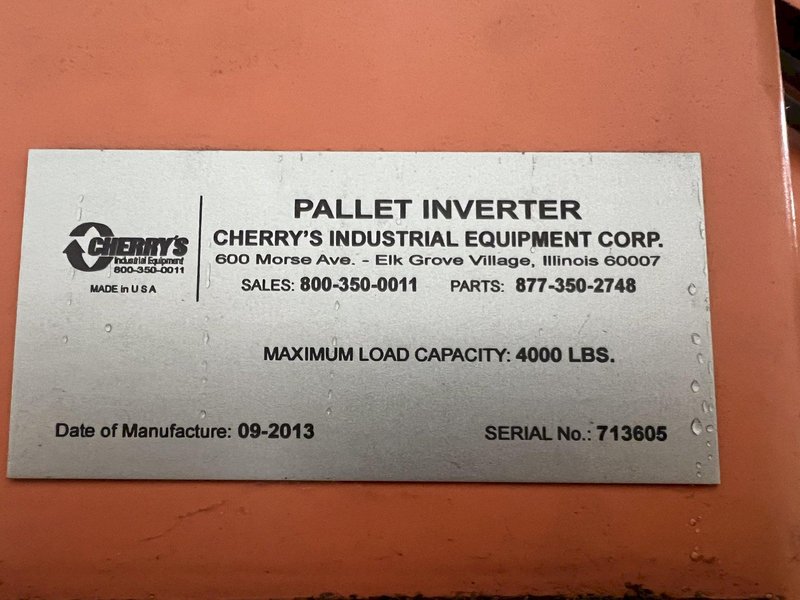 CHERRY'S
Industrial Equipment
800-350-0011
MADE in U S A
PALLET INVERTER
CHERRY'S INDUSTRIAL EQUIPMENT CORP.
600 Morse Ave. - Elk Grove Village, Illinois 60007
SALES: 800-350-0011 PARTS: 877-350-2748
MAXIMUM LOAD CAPACITY: 4000 LBS.
Date of Manufacture: 09-2013
SERIAL No.: 713605